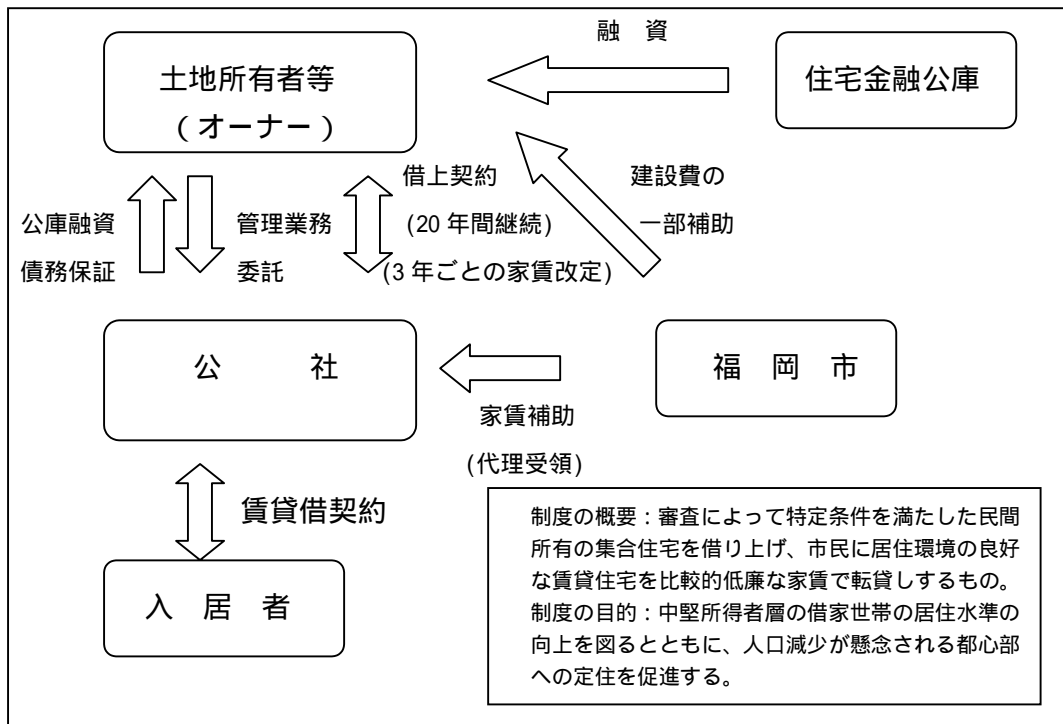 融　資
土地所有者等
（オーナー）
住宅金融公庫
公庫融資
債務保証
管理業務
委託
借上契約
(20年間継続)
(3年ごとの家賃改定)
建設費の
一部補助
公　　社
福　岡　市
家賃補助
(代理受領)
賃貸借契約
入　居　者
制度の概要：審査によって特定条件を満たした民間
所有の集合住宅を借り上げ、市民に居住環境の良好
な賃貸住宅を比較的低廉な家賃で転貸しするもの。
制度の目的：中堅所得者層の借家世帯の居住水準の
向上を図るとともに、人口減少が懸念される都心部
への定住を促進する。